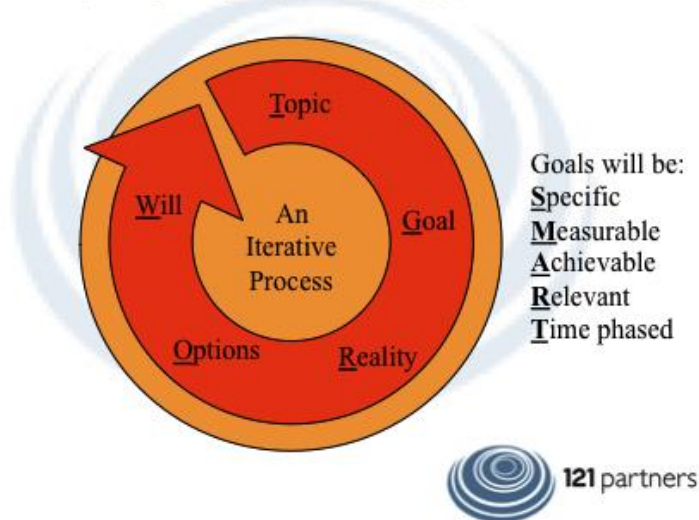 Topic
Goal
Reality
Options
Will
An
Iterative
Process
Goals will be:
Specific
Measurable
Achievable
Relevant
Time phased
121 partners